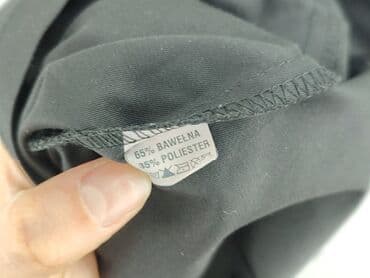 65% BAWEŁNA
35% POLIESTER